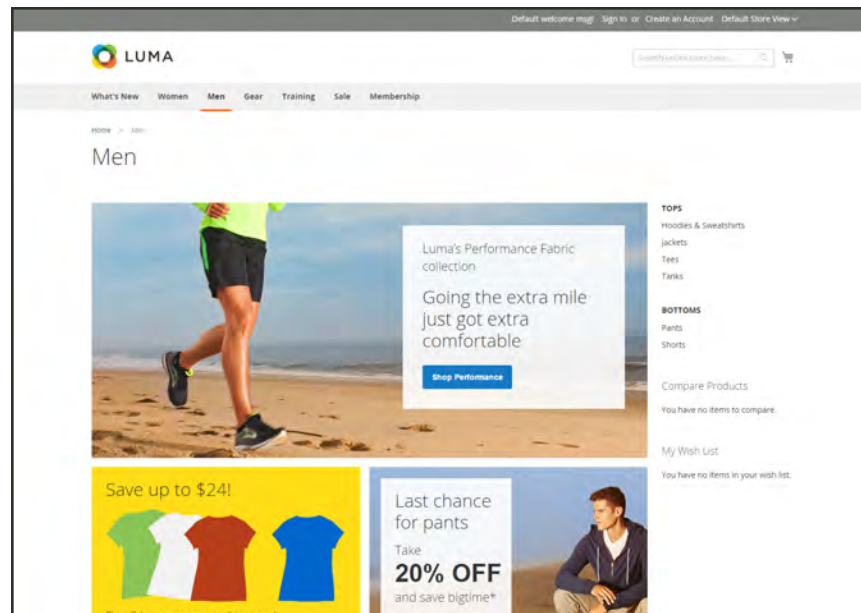 Default welcome msg! Sign In or Create an Account Default Store View
LUMA
What's New Women Men Gear Training Sale Membership
Home > Men
Men
Luma's Performance Fabric
collection
Going the extra mile
just got extra
comfortable
Shop Performance
TOPS
Hoodies & Sweatshirts
Jackets
Tees
Tanks
BOTTOMS
Pants
Shorts
Compare Products
You have no items to compare.
My Wish List
You have no items in your wish list.
Save up to $24!
Last chance
for pants
Take
20% OFF
and save bigtime*